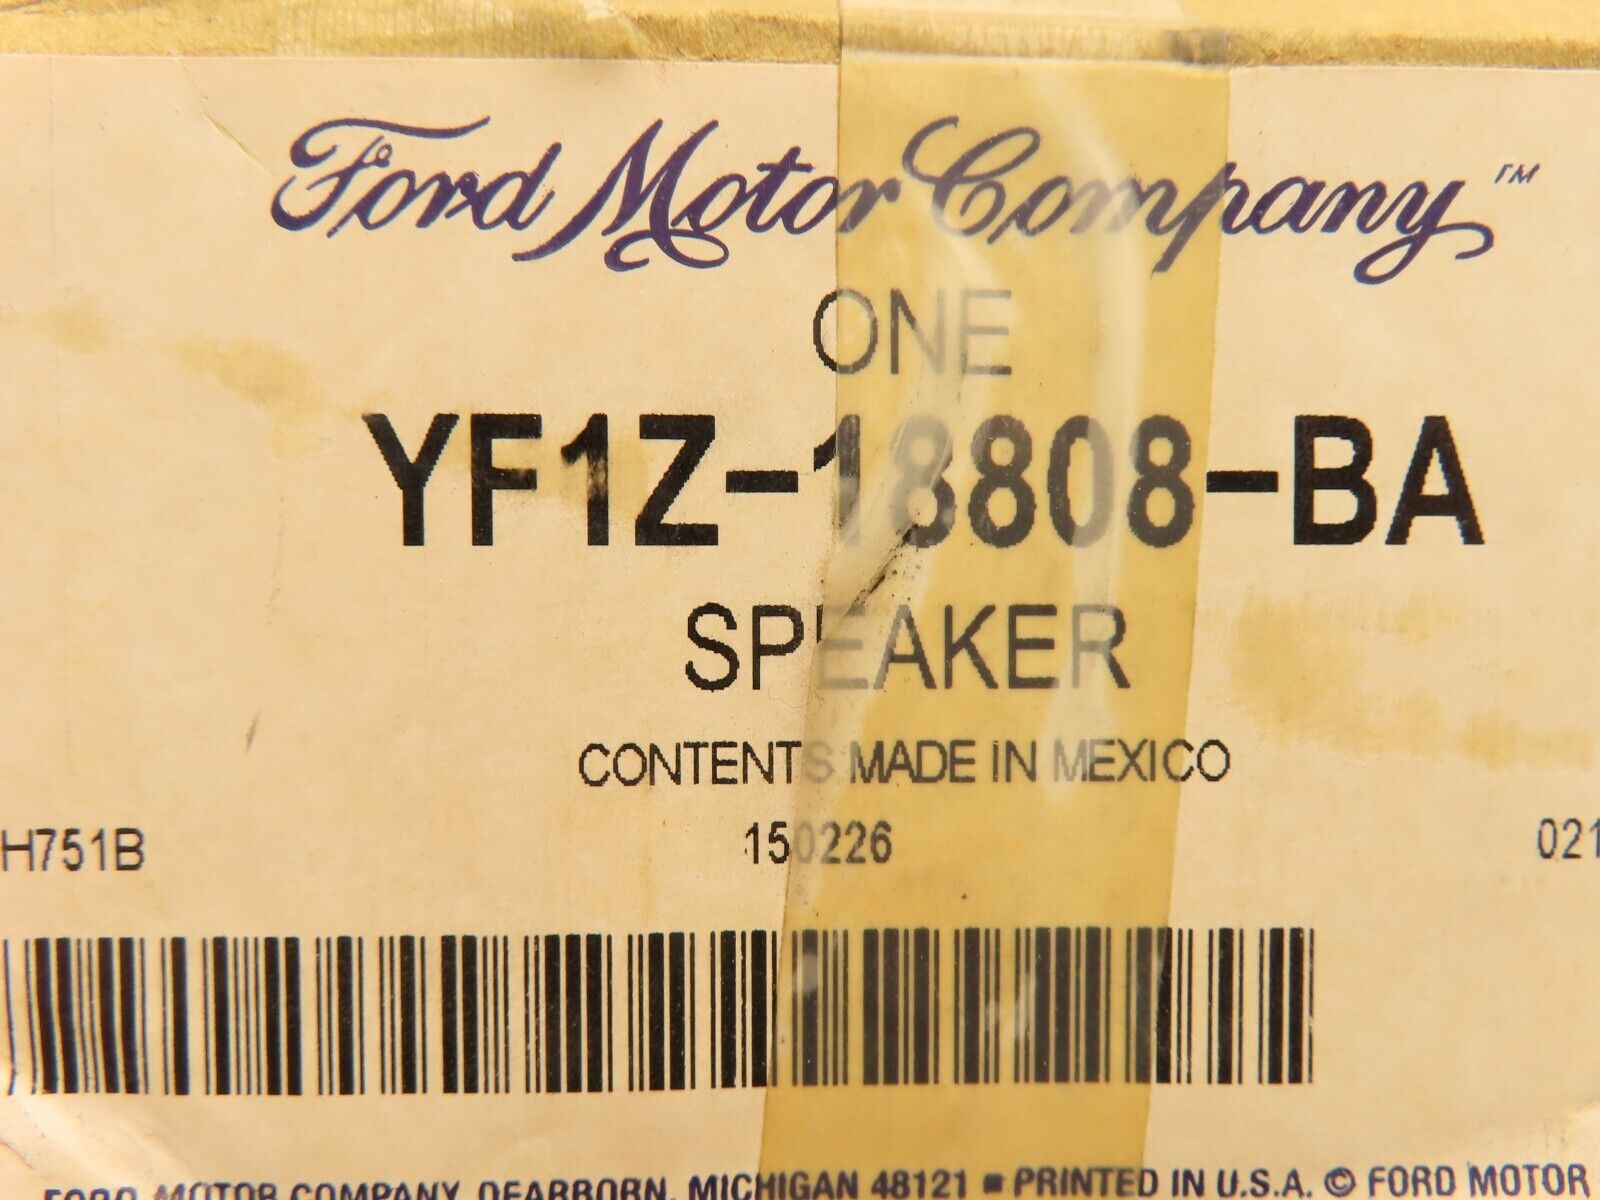 Ford Motor Company™
ONE
YF1Z-18808-BA
SPEAKER
CONTENTS MADE IN MEXICO
H751B 150226 021
FORD MOTOR COMPANY, DEARBORN, MICHIGAN 48121 ■ PRINTED IN U.S.A. © FORD MOTOR